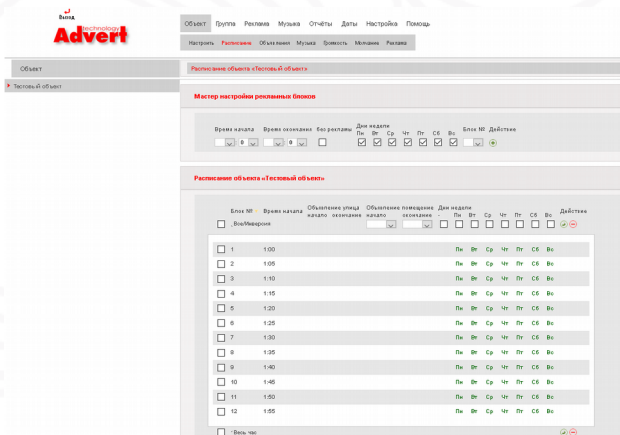 Выход
technology
Advert
Объект Группа Реклама Музыка Отчёты Даты Настройка Помощь
Настроить Расписание Объявления Музыка Громкость Молчание Реклама
Объект
Расписание объекта «Тестовый объект»
Тестовый объект
Мастер настройки рекламных блоков
Время начала Время окончания без рекламы Дни недели Блок № Действие
Пн Вт Ср Чт Пт Сб Вс
0 0
Расписание объекта «Тестовый объект»
Блок № Время начала Объявление улица Объявление помещение Дни недели Действие
начало окончание начало окончание - Пн Вт Ср Чт Пт Сб Вс
Все/Инверсия
1 1:00 Пн Вт Ср Чт Пт Сб Вс
2 1:05 Пн Вт Ср Чт Пт Сб Вс
3 1:10 Пн Вт Ср Чт Пт Сб Вс
4 1:15 Пн Вт Ср Чт Пт Сб Вс
5 1:20 Пн Вт Ср Чт Пт Сб Вс
6 1:25 Пн Вт Ср Чт Пт Сб Вс
7 1:30 Пн Вт Ср Чт Пт Сб Вс
8 1:35 Пн Вт Ср Чт Пт Сб Вс
9 1:40 Пн Вт Ср Чт Пт Сб Вс
10 1:45 Пн Вт Ср Чт Пт Сб Вс
11 1:50 Пн Вт Ср Чт Пт Сб Вс
12 1:55 Пн Вт Ср Чт Пт Сб Вс
Весь час